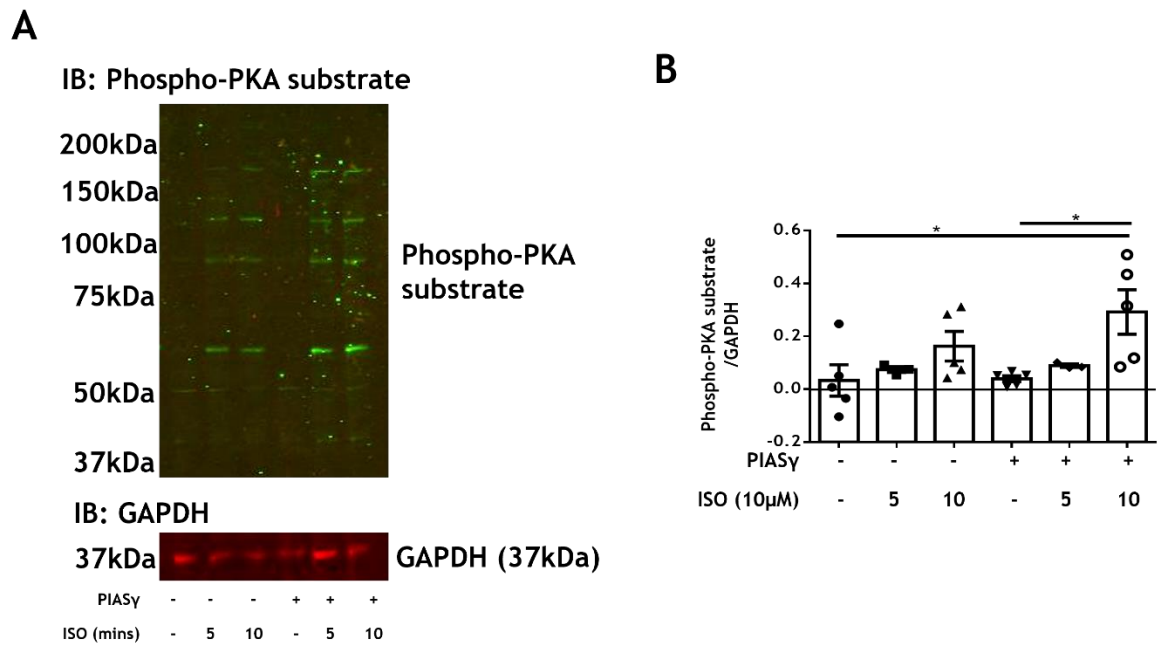 A
IB: Phospho-PKA substrate
200kDa
150kDa
100kDa
75kDa
50kDa
37kDa
Phospho-PKA
substrate
IB: GAPDH
37kDa
GAPDH (37kDa)
PIASγ - - - + + +
ISO (mins) - 5 10 - 5 10
B
Phospho-PKA substrate
/GAPDH
0.6
0.4
0.2
0.0
-0.2
*
*
PIASγ - - - + + +
ISO (10µM) - 5 10 - 5 10